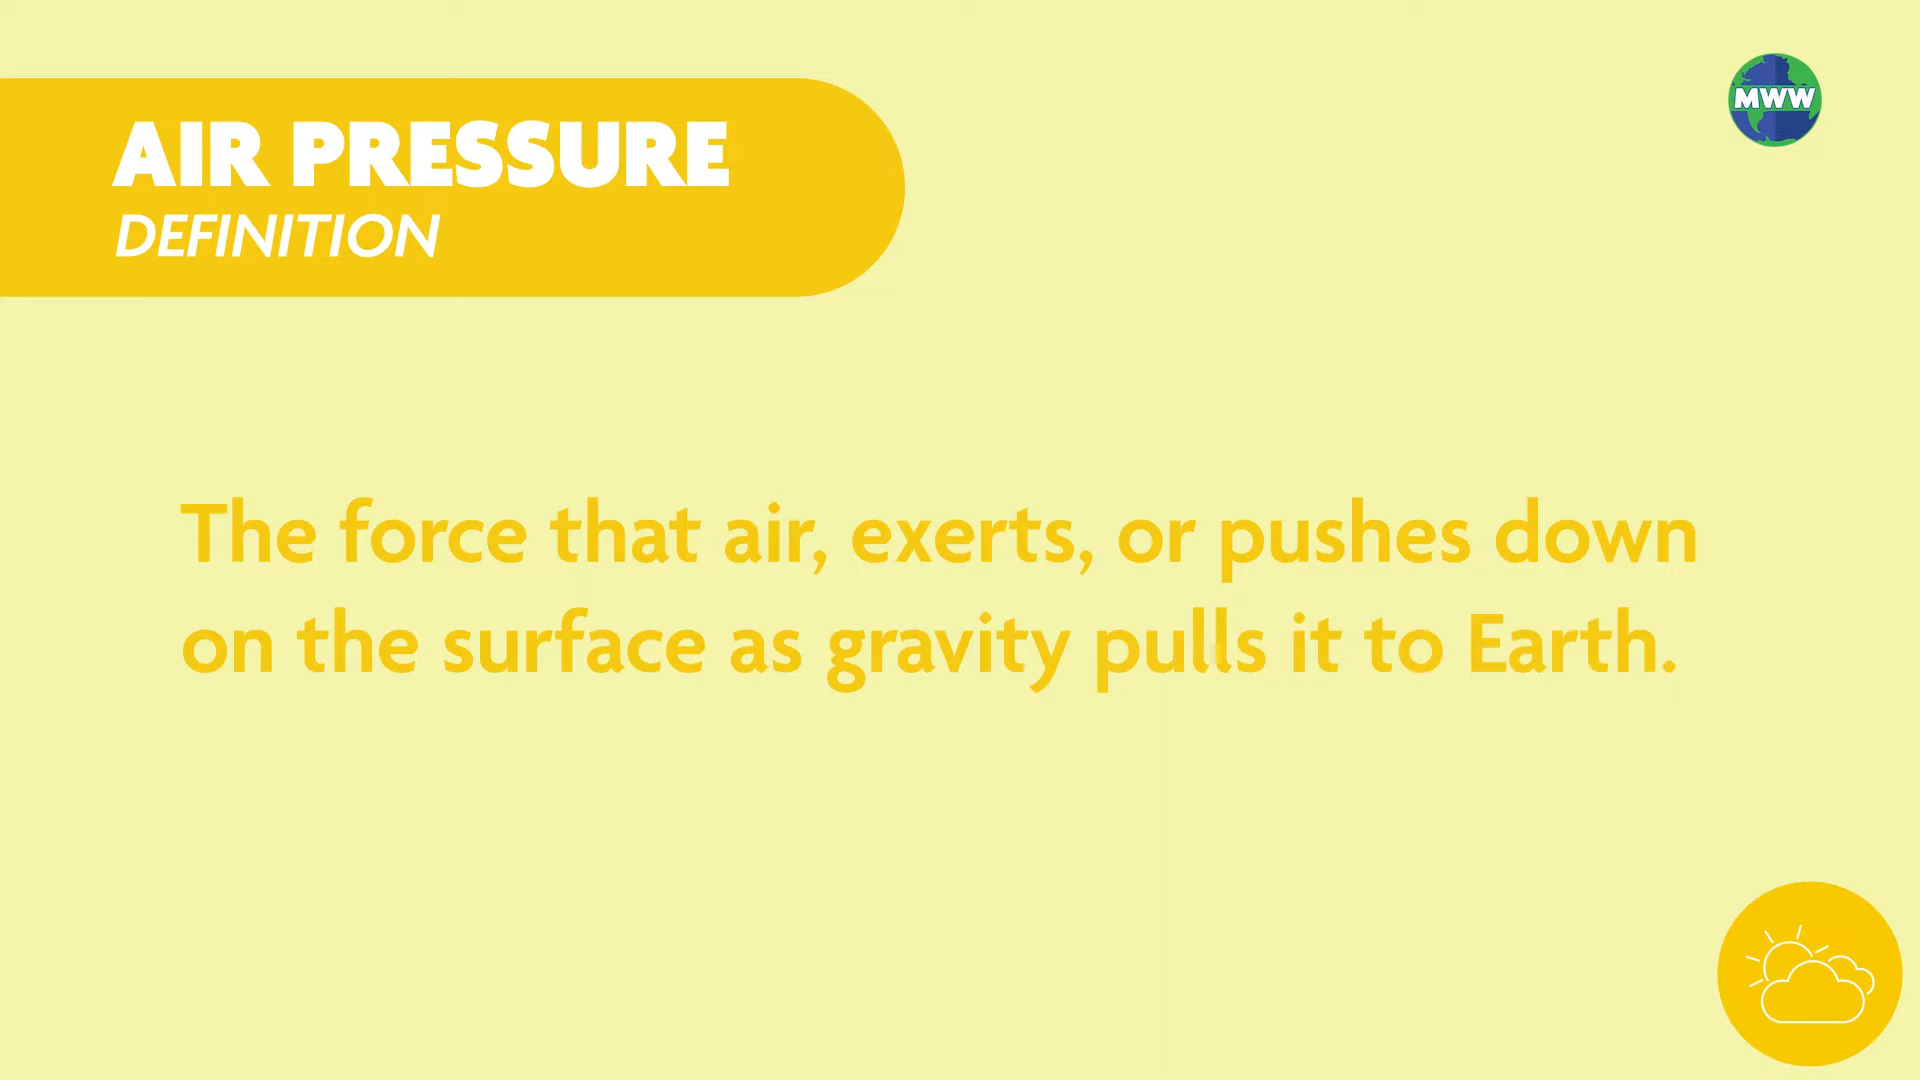 AIR PRESSURE
DEFINITION
MWW
The force that air, exerts, or pushes down
on the surface as gravity pulls it to Earth.